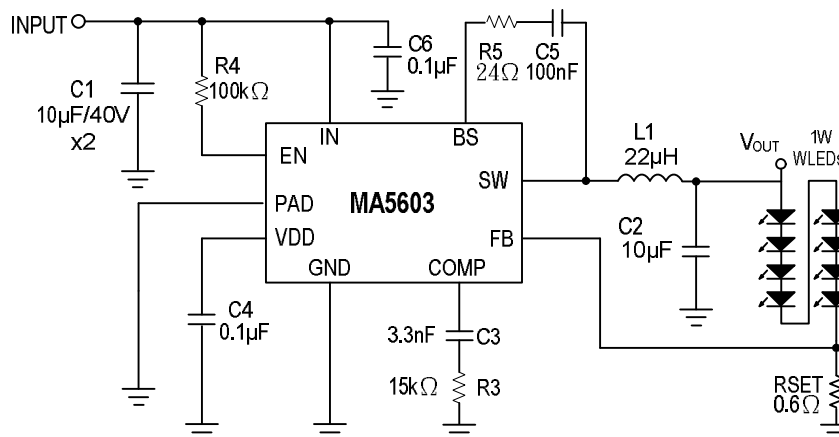 INPUT
C1
10µF/40V
x2
R4
100kΩ
C6
0.1µF
R5
24Ω
C5
100nF
IN
BS
EN
PAD
VDD
GND
COMP
SW
FB
MA5603
L1
22µH
VOUT
1W
WLEDs
C2
10µF
C4
0.1µF
3.3nF
C3
15kΩ
R3
RSET
0.6Ω